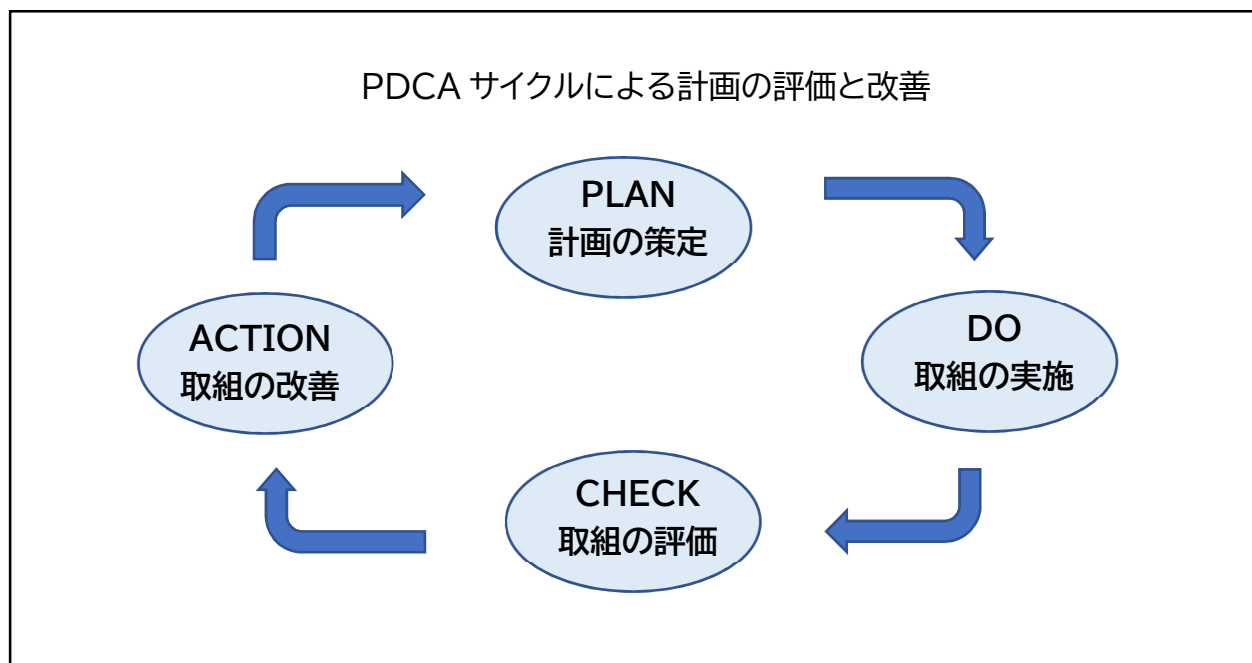 PDCA サイクルによる計画の評価と改善
PLAN
計画の策定
DO
取組の実施
CHECK
取組の評価
ACTION
取組の改善